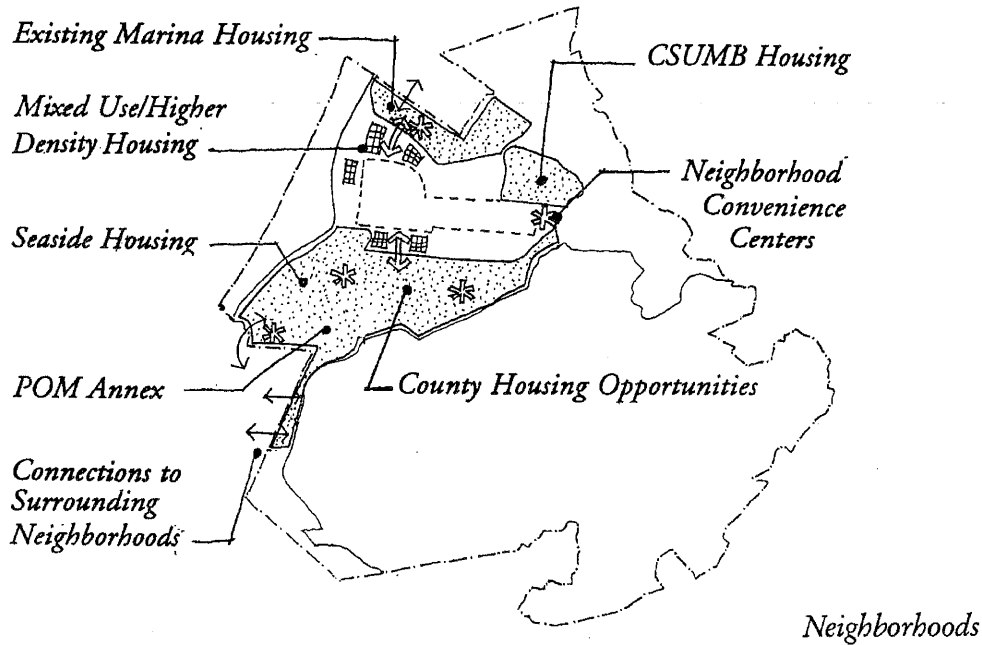 Existing Marina Housing
CSUMB Housing
Mixed Use/Higher
Density Housing
Neighborhood
Convenience
Centers
Seaside Housing
POM Annex
County Housing Opportunities
Connections to
Surrounding
Neighborhoods
Neighborhoods